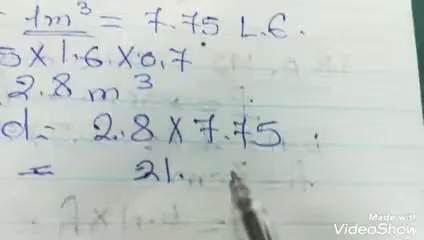 1m³ = 7.75 L.E.
5 × 1.6 × 0.7
2.8 m³
d = 2.8 × 7.75
= 21.
Made with
VideoShow